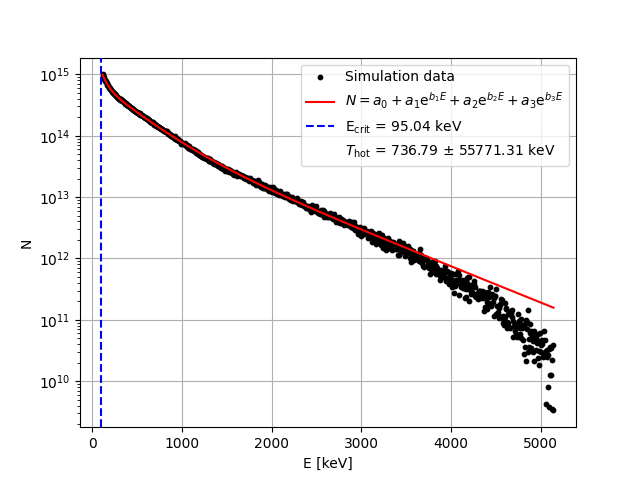 Simulation data
N = a₀ + a₁e^{b₁E} + a₂e^{b₂E} + a₃e^{b₃E}
E_crit = 95.04 keV
T_hot = 736.79 ± 55771.31 keV
10¹⁵
10¹⁴
10¹³
10¹²
10¹¹
10¹⁰
N
0 1000 2000 3000 4000 5000
E [keV]